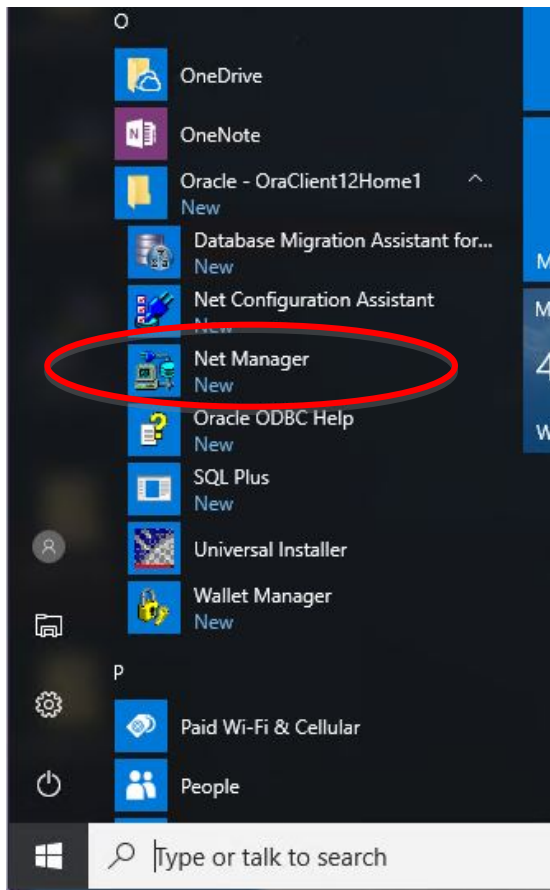 O
OneDrive
N
OneNote
Oracle - OraClient12Home1
New
Database Migration Assistant for...
New
Net Configuration Assistant
New
Net Manager
New
Oracle ODBC Help
New
SQL Plus
New
Universal Installer
Wallet Manager
New
P
Paid Wi-Fi & Cellular
People
Type or talk to search
M
M
4
W